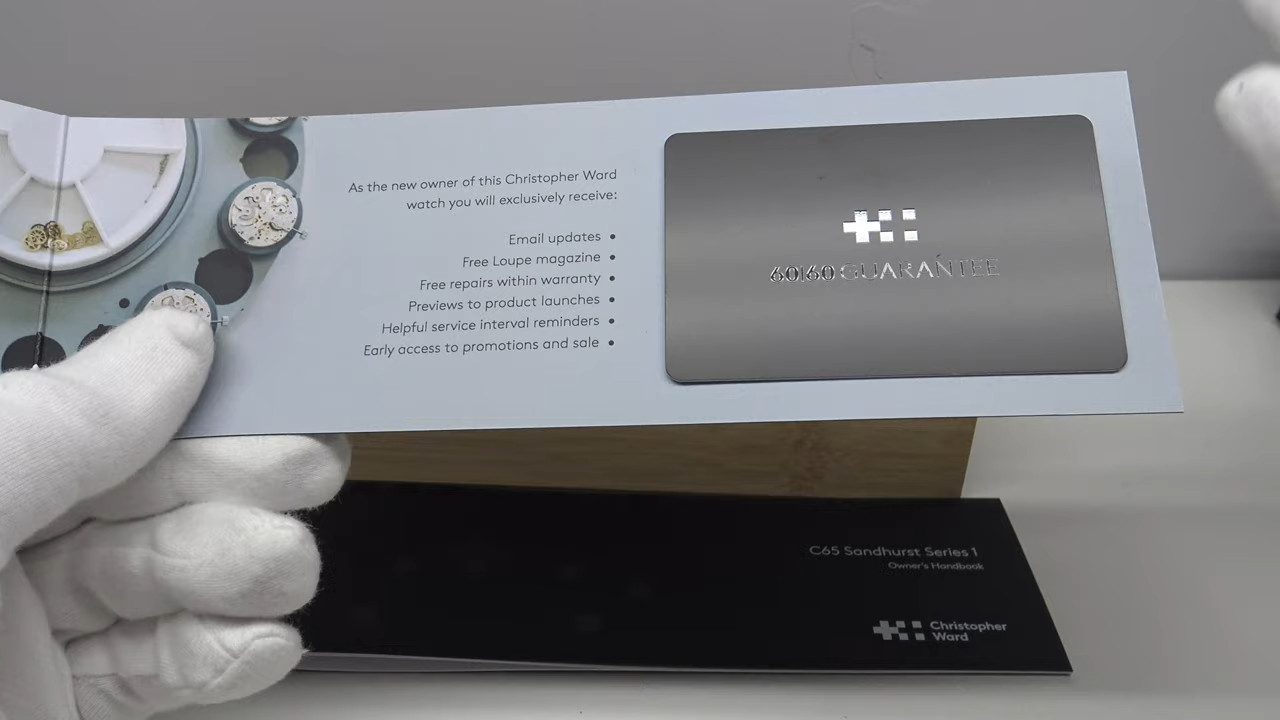 As the new owner of this Christopher Ward
watch you will exclusively receive:
Email updates •
Free Loupe magazine •
Free repairs within warranty •
Previews to product launches •
Helpful service interval reminders •
Early access to promotions and sale •
60|60 GUARANTEE
C65 Sandhurst Series 1
Owner's Handbook
Christopher
Ward